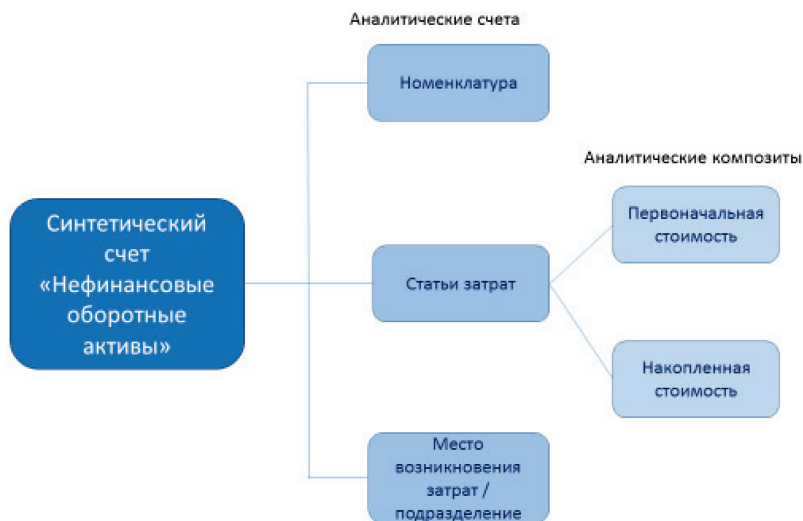 Аналитические счета
Номенклатура
Аналитические композиты
Первоначальная
стоимость
Синтетический
счет
«Нефинансовые
оборотные
активы»
Статьи затрат
Накопленная
стоимость
Место
возникновения
затрат /
подразделение